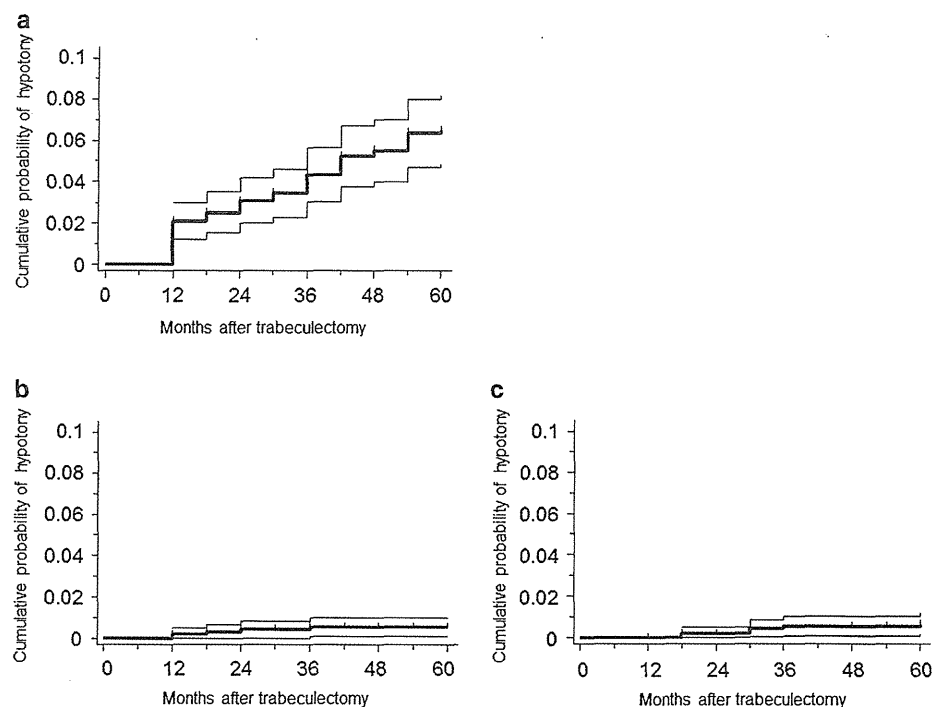 a
Cumulative probability of hypotony
0.1
0.08
0.06
0.04
0.02
0
0 12 24 36 48 60
Months after trabeculectomy
b
Cumulative probability of hypotony
0.1
0.08
0.06
0.04
0.02
0
0 12 24 36 48 60
Months after trabeculectomy
c
Cumulative probability of hypotony
0.1
0.08
0.06
0.04
0.02
0
0 12 24 36 48 60
Months after trabeculectomy